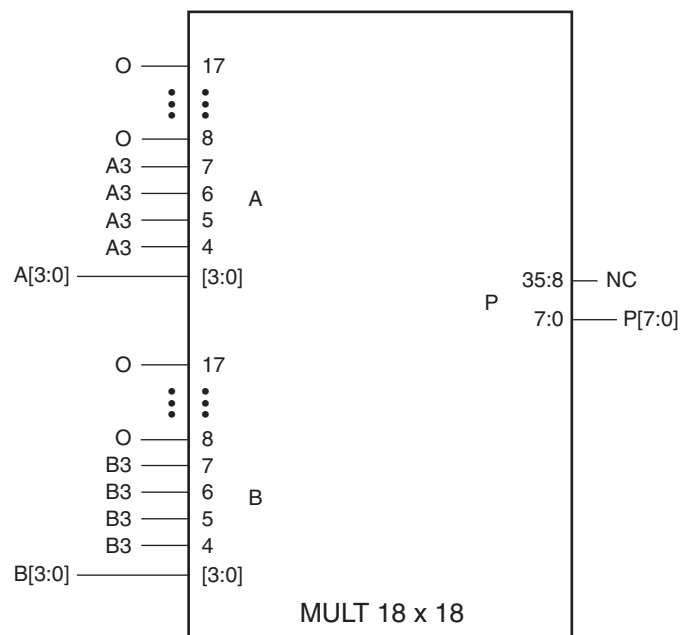 O 17
O 8
A3 7
A3 6
A
A3 5
A3 4
A[3:0] [3:0]
35:8 NC
P
7:0 P[7:0]
O 17
O 8
B3 7
B3 6
B
B3 5
B3 4
B[3:0] [3:0]
MULT 18 x 18